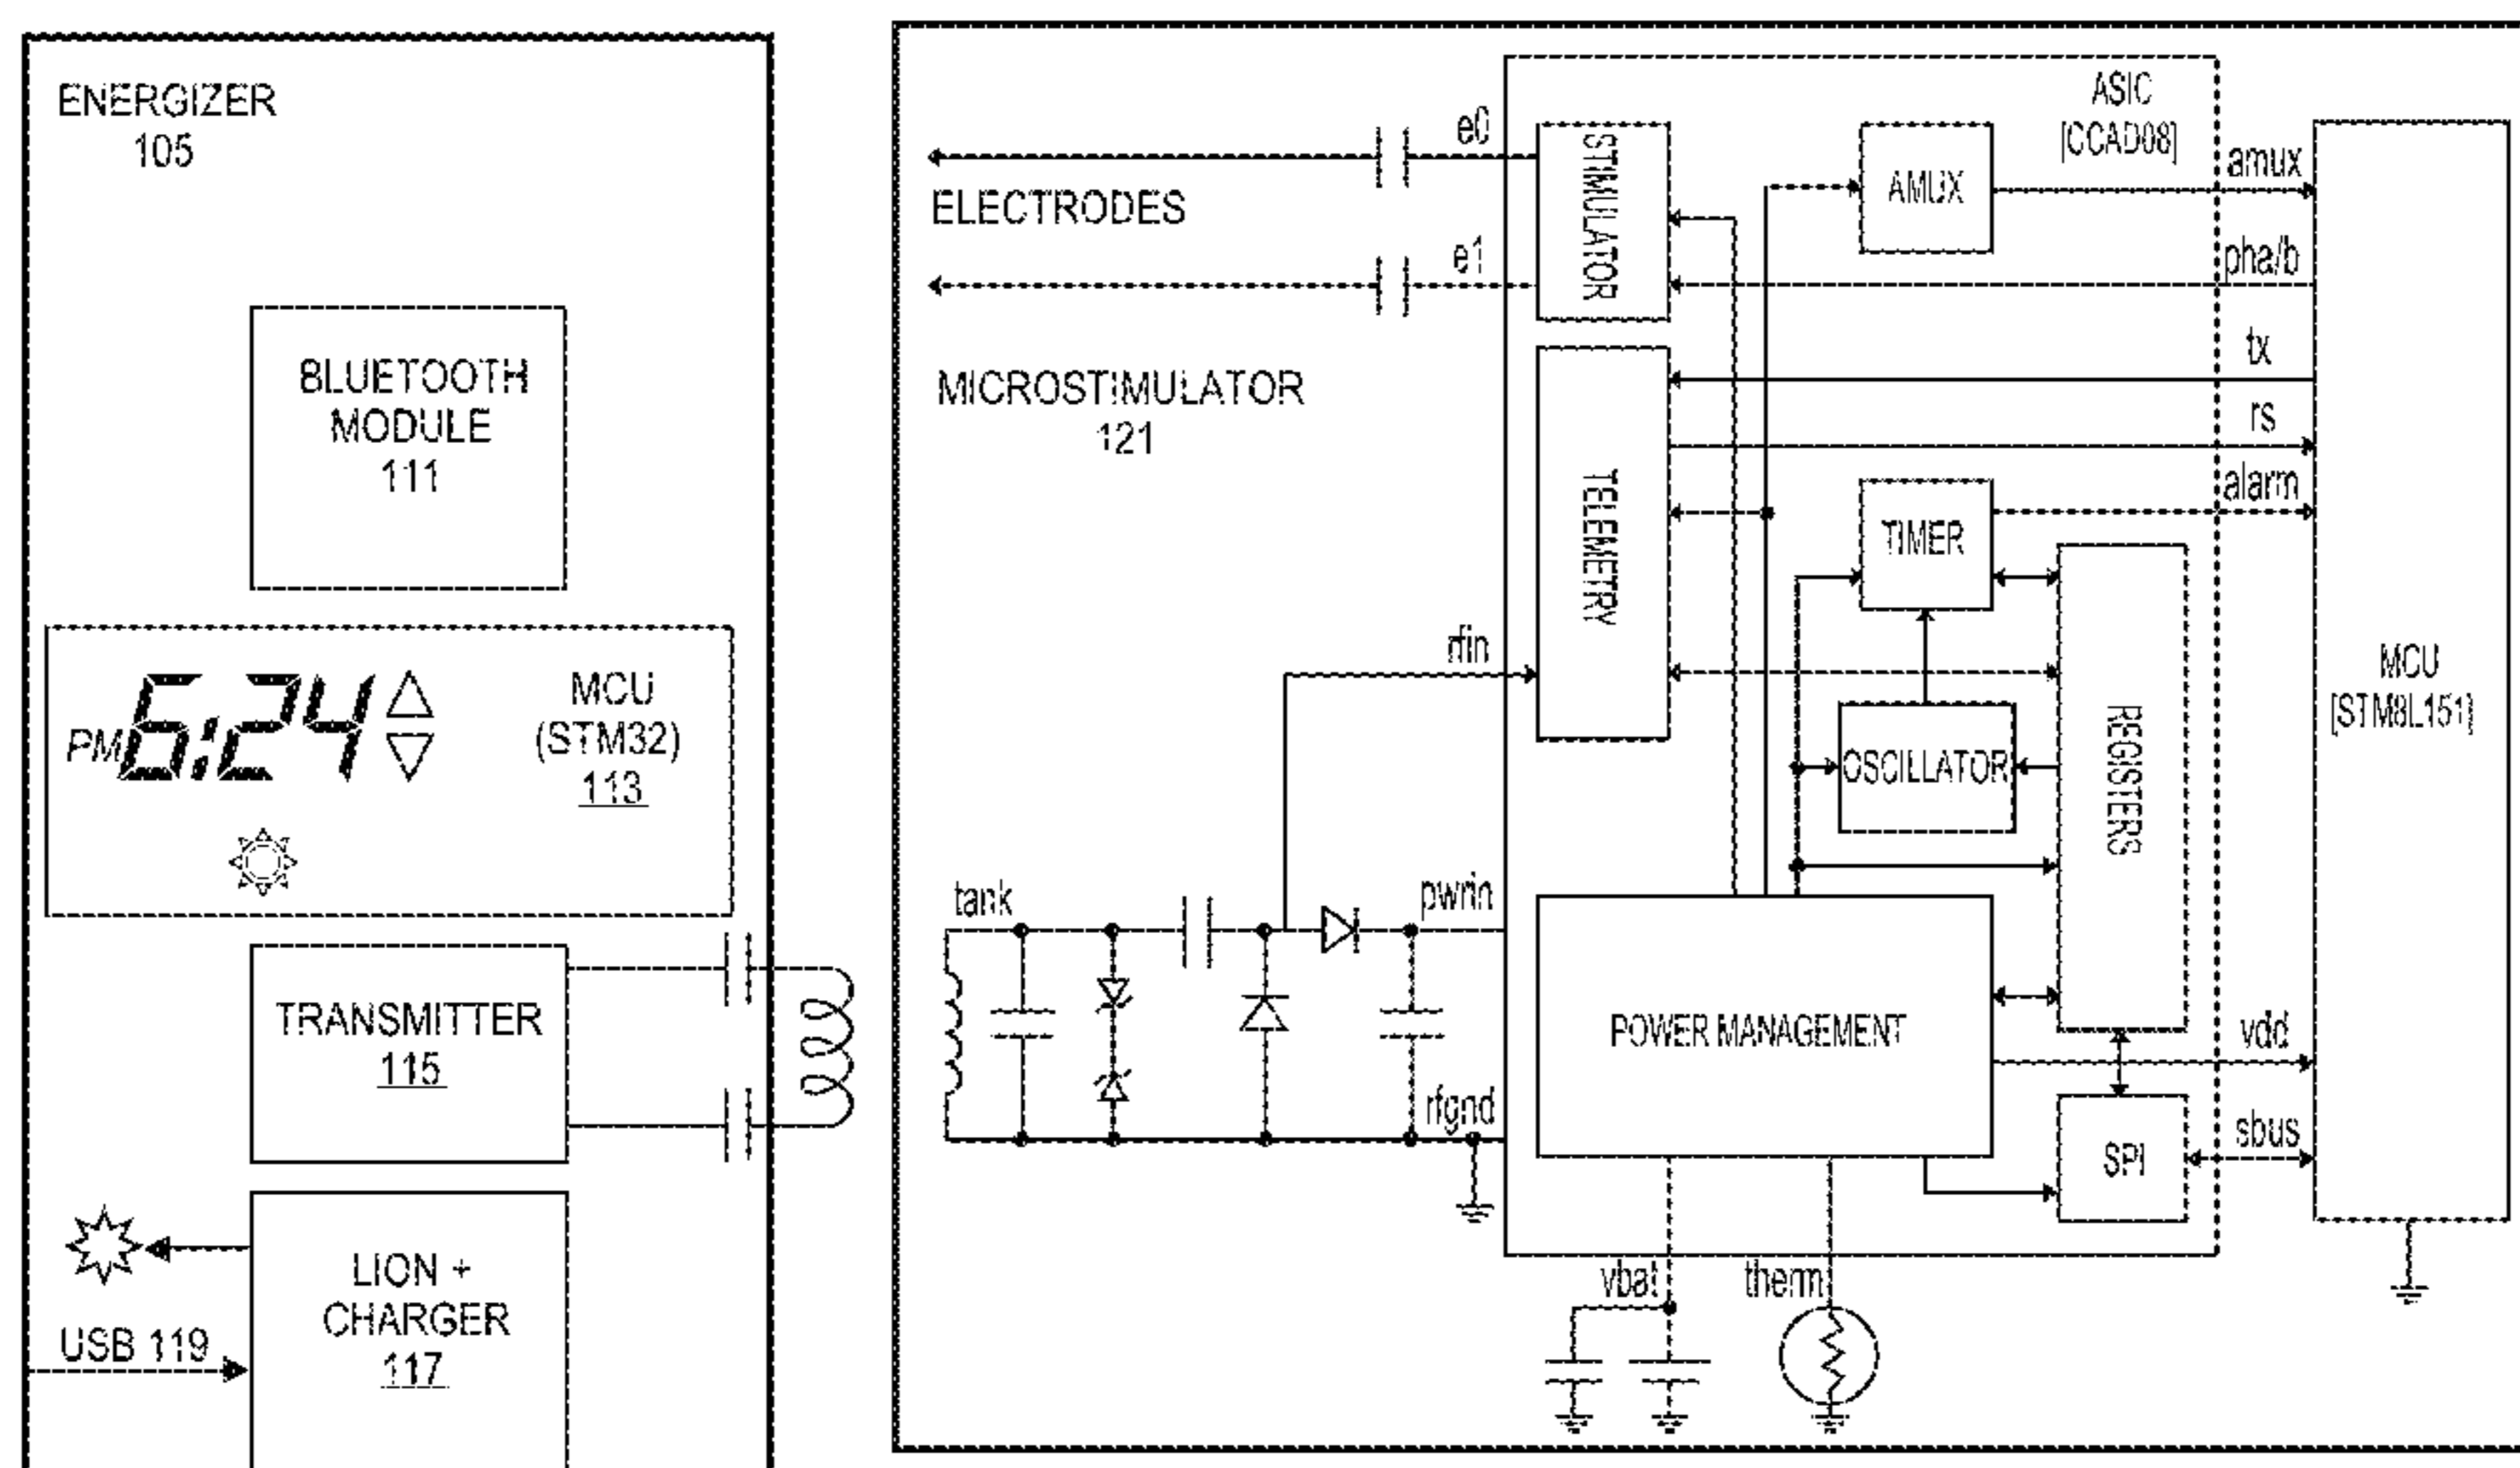 ENERGIZER
105
BLUETOOTH
MODULE
111
PM 6:24
MCU
(STM32)
113
TRANSMITTER
115
LION +
CHARGER
117
USB 119
ELECTRODES
e0
e1
MICROSTIMULATOR
121
rfin
tank
pwrin
rfgnd
ASIC
[CCAD08]
STIMULATOR
AMUX
TELEMETRY
TIMER
OSCILLATOR
REGISTERS
POWER MANAGEMENT
SPI
vbat
therm
amux
pha/b
tx
rs
alarm
vdd
sbus
MCU
[STM8L151]